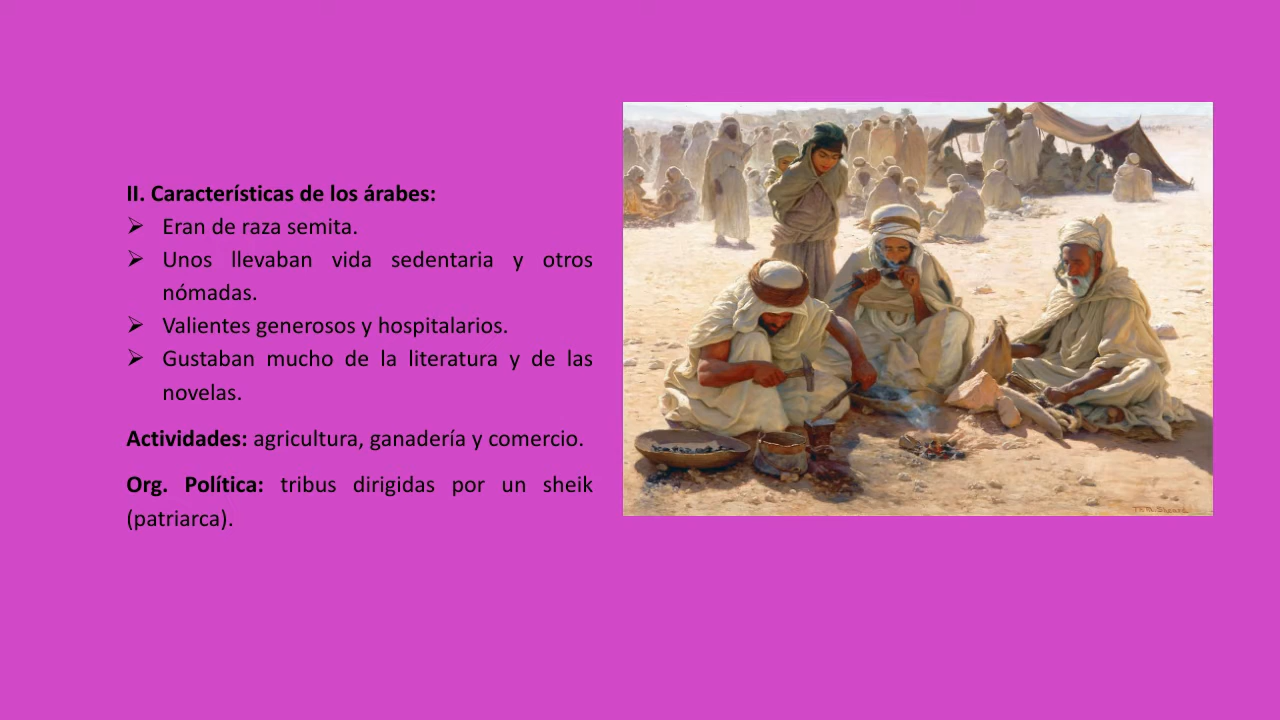 II. Características de los árabes:
➢ Eran de raza semita.
➢ Unos llevaban vida sedentaria y otros
nómadas.
➢ Valientes generosos y hospitalarios.
➢ Gustaban mucho de la literatura y de las
novelas.
Actividades: agricultura, ganadería y comercio.
Org. Política: tribus dirigidas por un sheik
(patriarca).